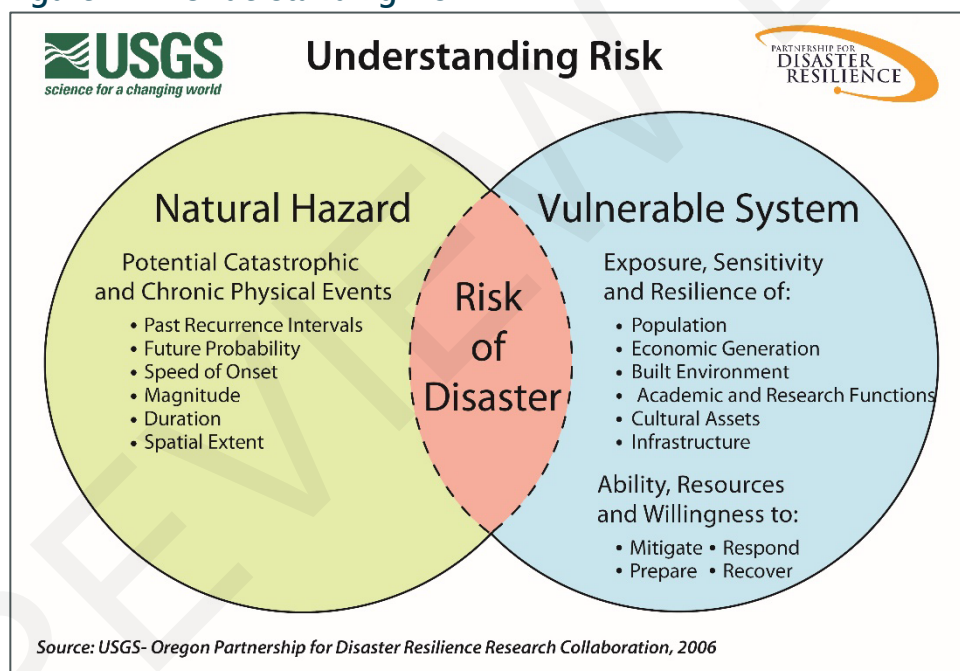 USGS
science for a changing world
Understanding Risk
PARTNERSHIP FOR
DISASTER
RESILIENCE
Natural Hazard
Potential Catastrophic
and Chronic Physical Events
• Past Recurrence Intervals
• Future Probability
• Speed of Onset
• Magnitude
• Duration
• Spatial Extent
Risk
of
Disaster
Vulnerable System
Exposure, Sensitivity
and Resilience of:
• Population
• Economic Generation
• Built Environment
• Academic and Research Functions
• Cultural Assets
• Infrastructure
Ability, Resources
and Willingness to:
• Mitigate • Respond
• Prepare • Recover
Source: USGS- Oregon Partnership for Disaster Resilience Research Collaboration, 2006